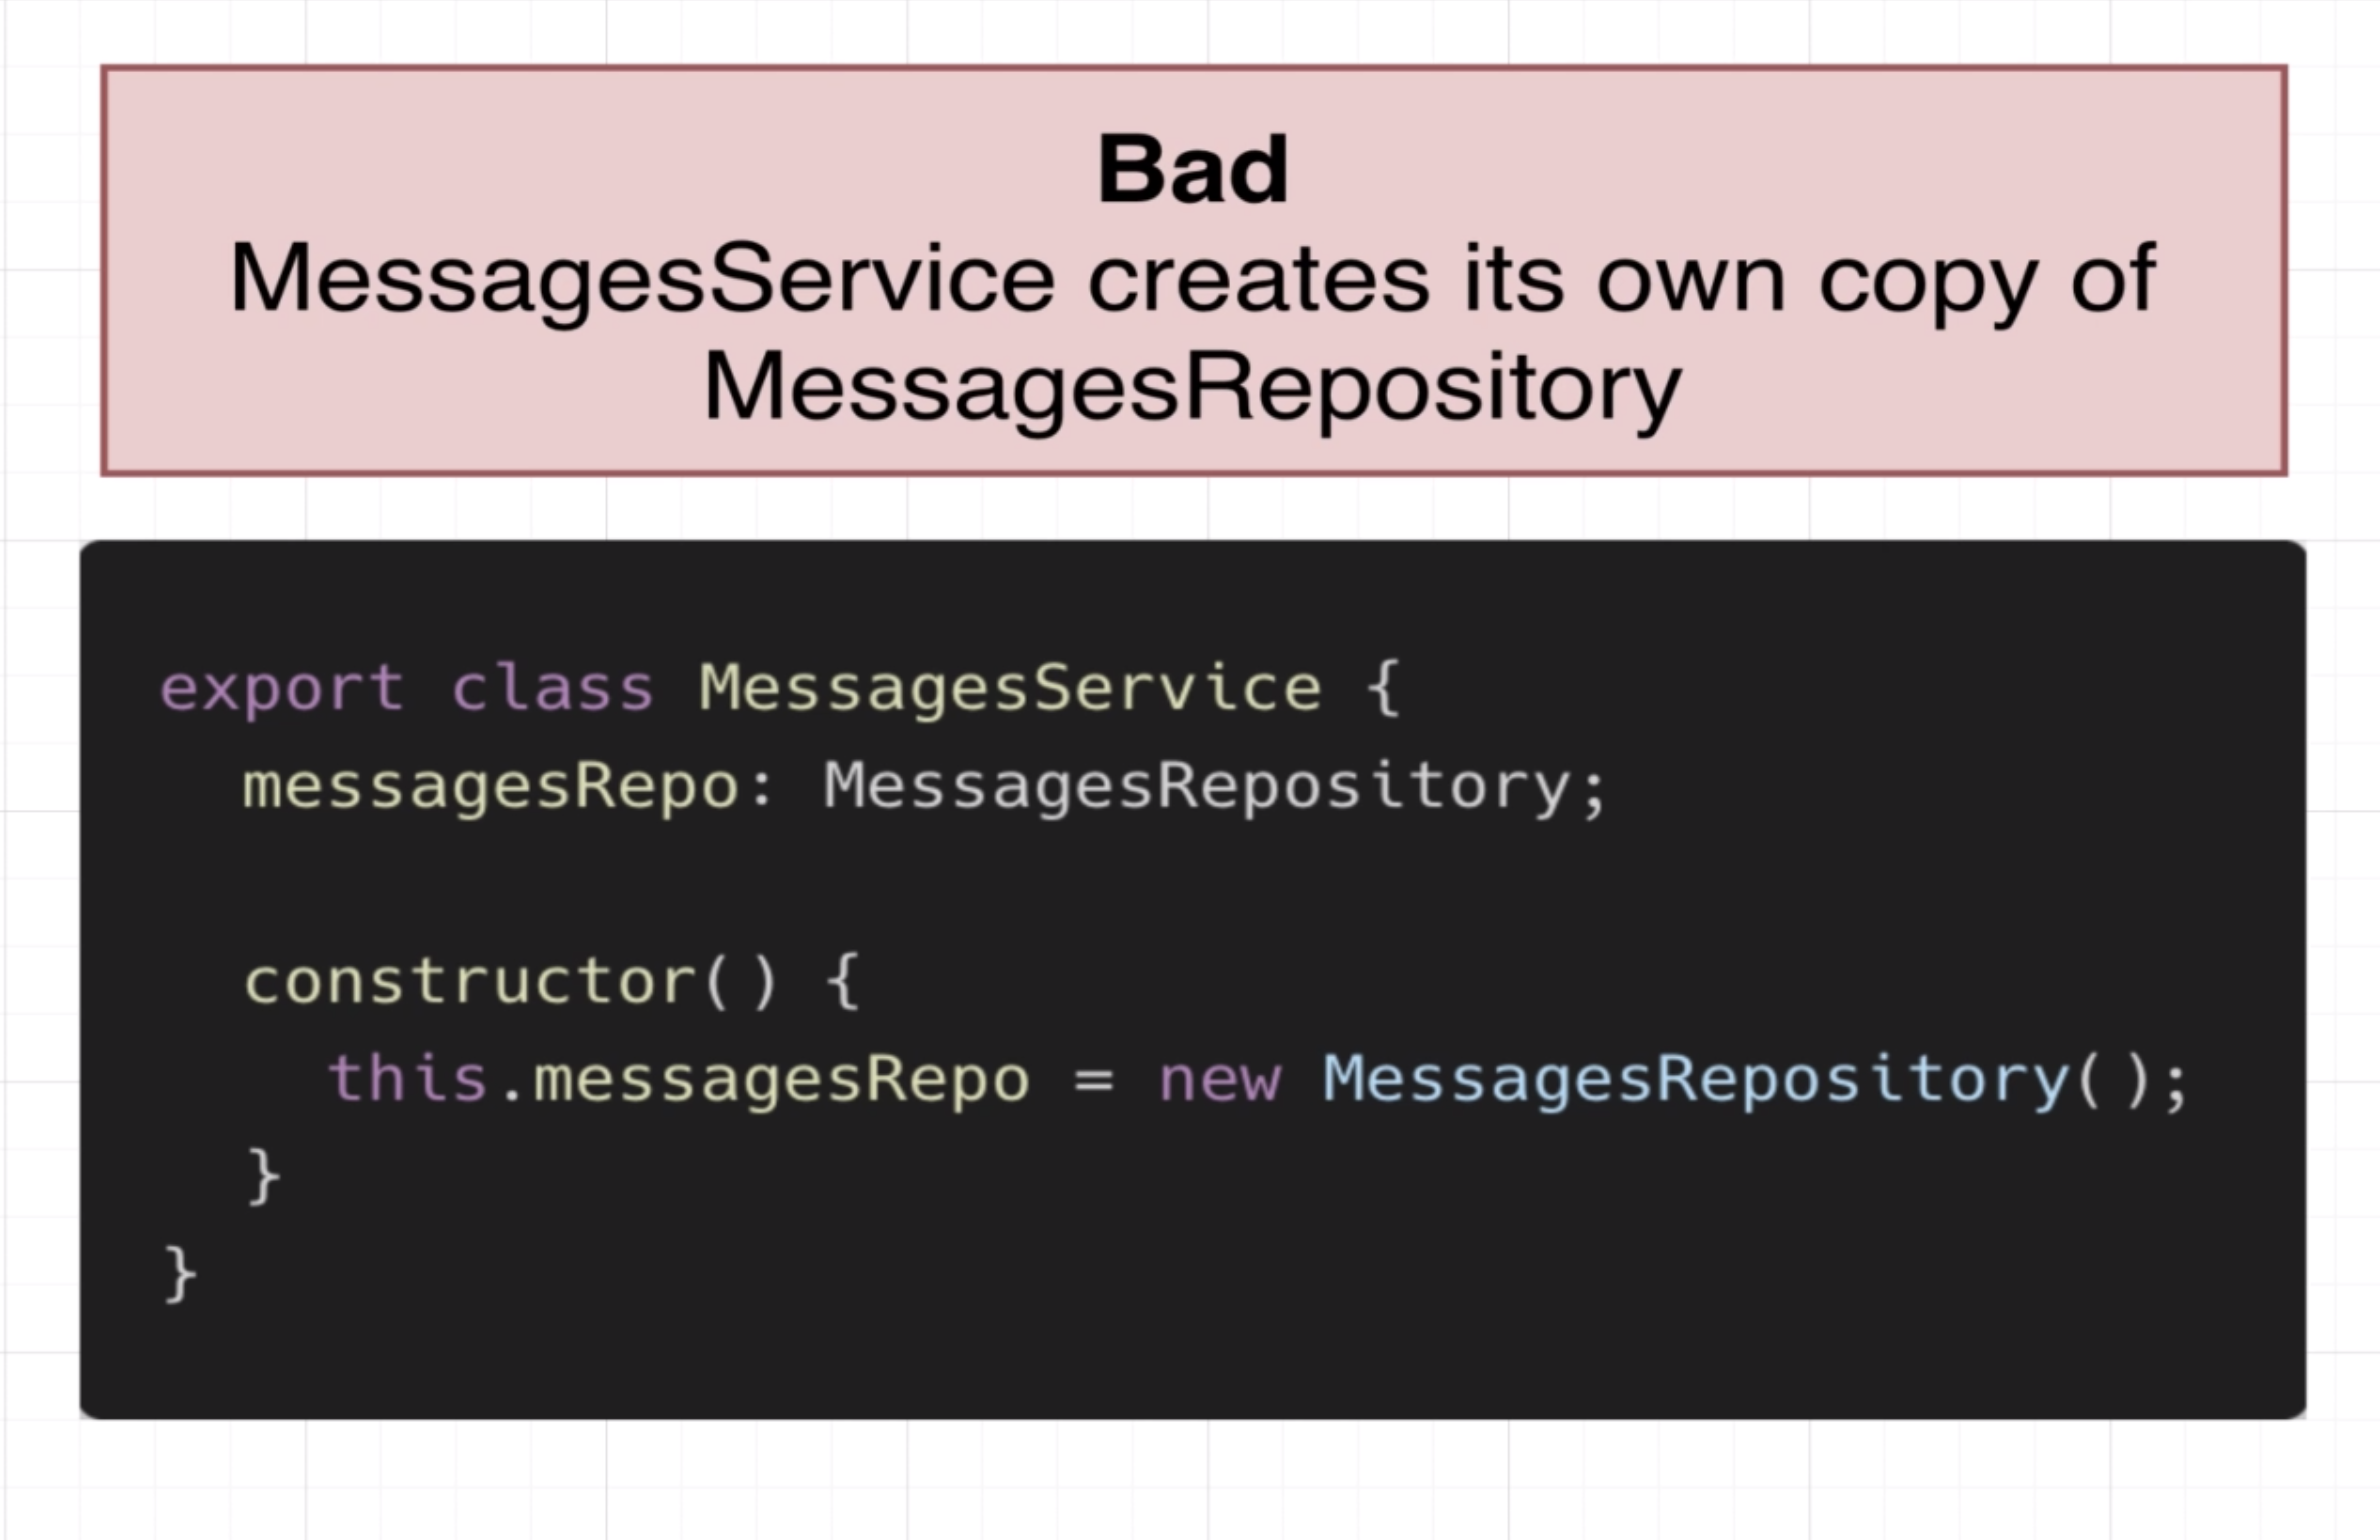 Bad
MessagesService creates its own copy of
MessagesRepository
export class MessagesService {
  messagesRepo: MessagesRepository;
  constructor() {
    this.messagesRepo = new MessagesRepository();
  }
}